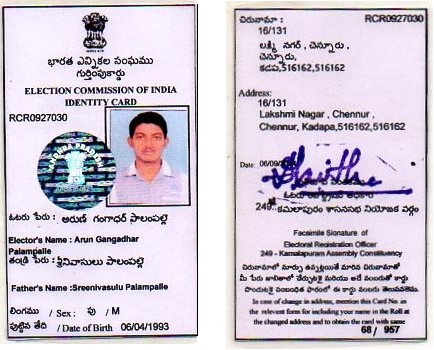 భారత ఎన్నికల సంఘము
గుర్తింపుకార్డు
ELECTION COMMISSION OF INDIA
IDENTITY CARD
RCR0927030
ఓటరు పేరు : అరుణ్ గంగాధర్ పాలంపల్లె
Elector's Name : Arun Gangadhar
Palampalle
తండ్రి పేరు : శ్రీనివాసులు పాలంపల్లె
Father's Name : Sreenivasulu Palampalle
లింగము / Sex : పు / M
పుట్టిన తేది / Date of Birth 06/04/1993
చిరునామా : RCR0927030
16/131
లక్ష్మి నగర్ , చెన్నూరు ,
చెన్నూరు,
కడప,516162,516162
Address:
16/131
Lakshmi Nagar , Chennur ,
Chennur, Kadapa,516162,516162
Date: 06/09/
249- కమలాపురం శాసనసభ నియోజక వర్గం
Facsimile Signature of
Electoral Registration Officer
249 - Kamalapuram Assembly Constituency
చిరునామాలో మార్పు ఉన్నట్లయితే మారిన చిరునామాతో
మీ పేరు జాబితాలో చేర్చుటకై మరియు అదే నెంబరుతో కార్డు
పొందుటకై సంబంధిత ఫారంలో ఈ కార్డు నంబరు తెలుపవలెను.
In case of change in address, mention this Card No. in
the relevant form for including your name in the Roll at
the changed address and to obtain the card with same
68 / 957